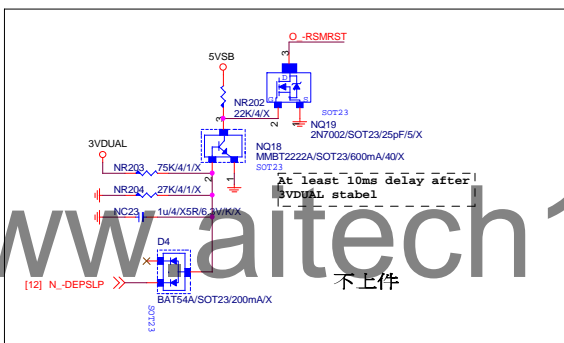 O_-RSMRST
5VSB
3
D
G
S
NR202
22K/4/X
SOT23
2
1
NQ19
2N7002/SOT23/25pF/5/X
3
3VDUAL
NQ18
MMBT2222A/SOT23/600mA/40/X
SOT23
NR203
75K/4/1/X
2
1
At least 10ms delay after
3VDUAL stabel
NR204
27K/4/1/X
NC23
1u/4/X5R/6.3V/K/X
www.aitech1
D4
不上件
[12] N_-DEPSLP
BAT54A/SOT23/200mA/X
SOT23